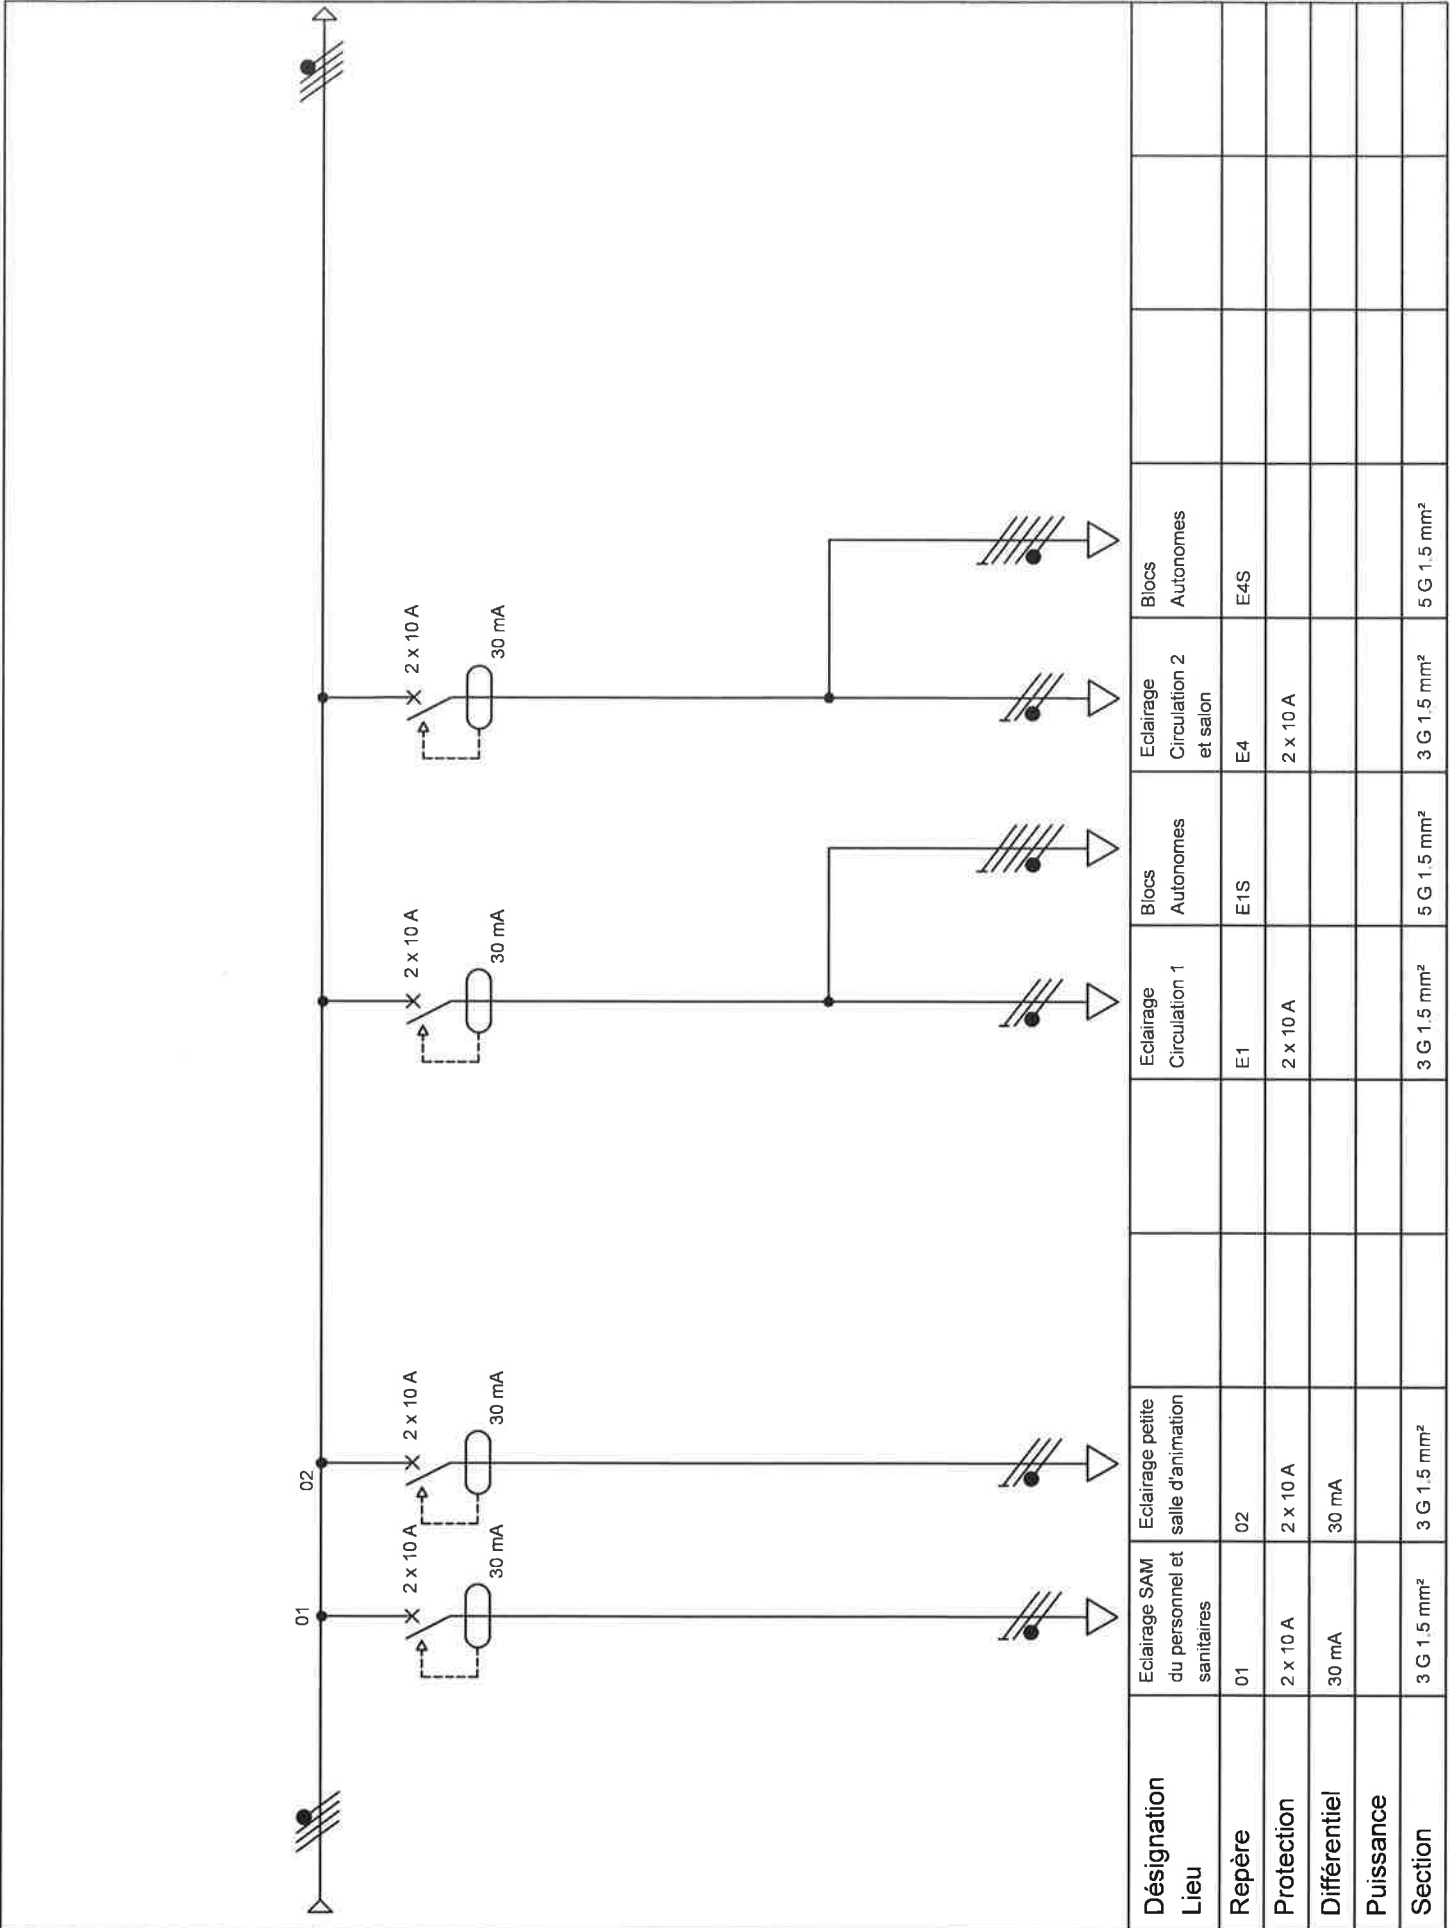 01
02
2 x 10 A
2 x 10 A
2 x 10 A
2 x 10 A
30 mA
30 mA
30 mA
30 mA
Désignation
Lieu
Eclairage SAM
du personnel et
sanitaires
Eclairage petite
salle d'animation
Eclairage
Circulation 1
Blocs
Autonomes
Eclairage
Circulation 2
et salon
Blocs
Autonomes
Repère
01
02
E1
E1S
E4
E4S
Protection
2 x 10 A
2 x 10 A
2 x 10 A
2 x 10 A
Différentiel
30 mA
30 mA
Puissance
Section
3 G 1.5 mm²
3 G 1.5 mm²
3 G 1.5 mm²
5 G 1.5 mm²
3 G 1.5 mm²
5 G 1.5 mm²